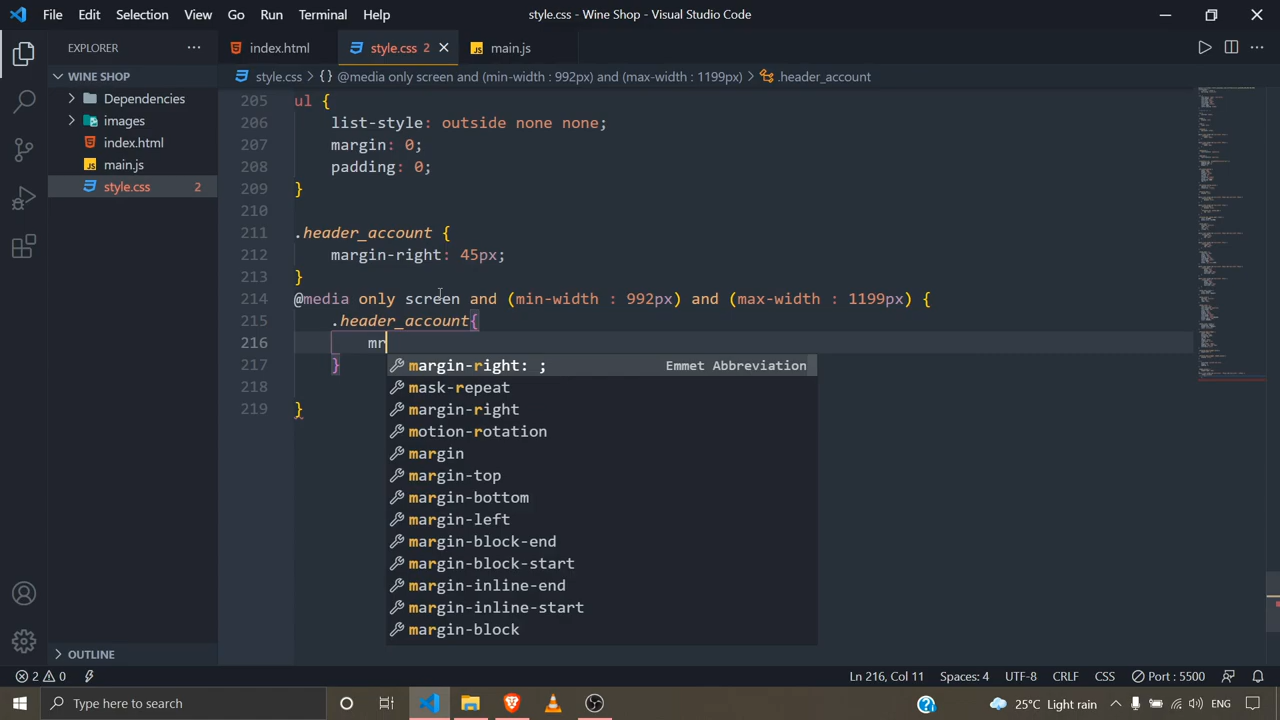 File Edit Selection View Go Run Terminal Help
style.css - Wine Shop - Visual Studio Code
EXPLORER
index.html
style.css 2
main.js
WINE SHOP
style.css > {} @media only screen and (min-width : 992px) and (max-width : 1199px) > .header_account
Dependencies
images
index.html
main.js
style.css 2
205 ul {
206 list-style: outside none none;
207 margin: 0;
208 padding: 0;
209 }
210
211 .header_account {
212 margin-right: 45px;
213 }
214 @media only screen and (min-width : 992px) and (max-width : 1199px) {
215 .header_account{
216 mr
217 }
218
219 }
margin-right: ; Emmet Abbreviation
mask-repeat
margin-right
motion-rotation
margin
margin-top
margin-bottom
margin-left
margin-block-end
margin-block-start
margin-inline-end
margin-inline-start
margin-block
OUTLINE
2 0
Ln 216, Col 11 Spaces: 4 UTF-8 CRLF CSS Port : 5500
Type here to search
25°C Light rain
ENG